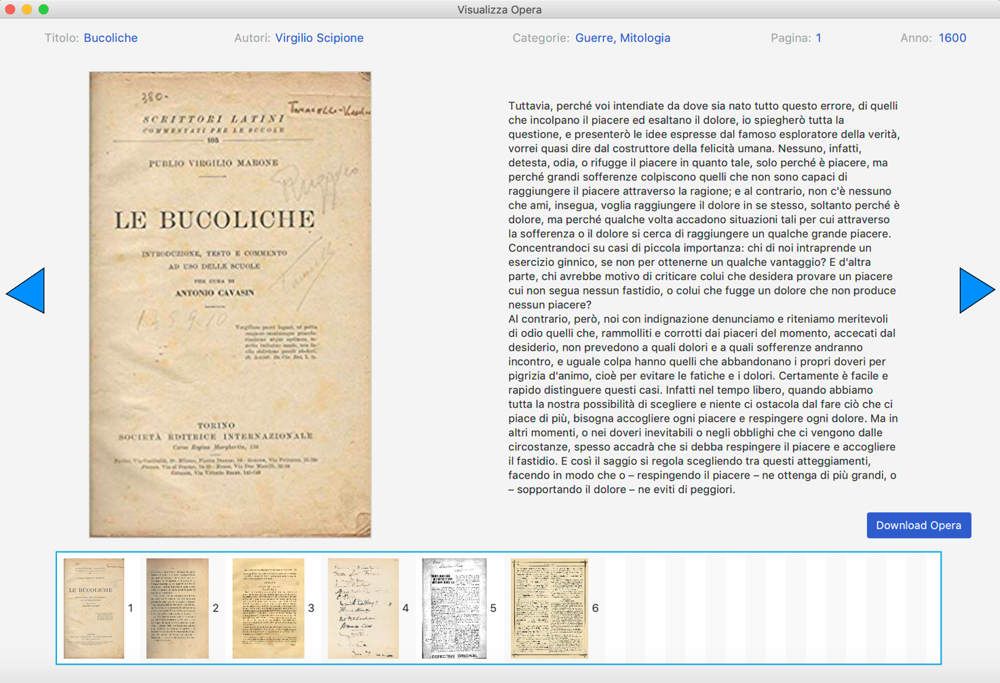 Visualizza Opera
Titolo: Bucoliche
Autori: Virgilio Scipione
Categorie: Guerre, Mitologia
Pagina: 1
Anno: 1600
380-
SCRITTORI LATINI
COMMENTATI PER LE SCUOLE
105
PUBLIO VIRGILIO MARONE
Ruggero
LE BUCOLICHE
INTRODUZIONE, TESTO E COMMENTO
AD USO DELLE SCUOLE
PER CURA DI
ANTONIO CAVASIN
TORINO
SOCIETÀ EDITRICE INTERNAZIONALE
Corso Regina Margherita,
Tuttavia, perché voi intendiate da dove sia nato tutto questo errore, di quelli
che incolpano il piacere ed esaltano il dolore, io spiegherò tutta la
questione, e presenterò le idee espresse dal famoso esploratore della verità,
vorrei quasi dire dal costruttore della felicità umana. Nessuno, infatti,
detesta, odia, o rifugge il piacere in quanto tale, solo perché è piacere, ma
perché grandi sofferenze colpiscono quelli che non sono capaci di
raggiungere il piacere attraverso la ragione; e al contrario, non c'è nessuno
che ami, insegua, voglia raggiungere il dolore in se stesso, soltanto perché è
dolore, ma perché qualche volta accadono situazioni tali per cui attraverso
la sofferenza o il dolore si cerca di raggiungere un qualche grande piacere.
Concentrandoci su casi di piccola importanza: chi di noi intraprende un
esercizio ginnico, se non per ottenerne un qualche vantaggio? E d'altra
parte, chi avrebbe motivo di criticare colui che desidera provare un piacere
cui non segua nessun fastidio, o colui che fugge un dolore che non produce
nessun piacere?
Al contrario, però, noi con indignazione denunciamo e riteniamo meritevoli
di odio quelli che, rammolliti e corrotti dai piaceri del momento, accecati dal
desiderio, non prevedono a quali dolori e a quali sofferenze andranno
incontro, e uguale colpa hanno quelli che abbandonano i propri doveri per
pigrizia d'animo, cioè per evitare le fatiche e i dolori. Certamente è facile e
rapido distinguere questi casi. Infatti nel tempo libero, quando abbiamo
tutta la nostra possibilità di scegliere e niente ci ostacola dal fare ciò che ci
piace di più, bisogna accogliere ogni piacere e respingere ogni dolore. Ma in
altri momenti, o nei doveri inevitabili o negli obblighi che ci vengono dalle
circostanze, spesso accadrà che si debba respingere il piacere e accogliere
il fastidio. E così il saggio si regola scegliendo tra questi atteggiamenti,
facendo in modo che o – respingendo il piacere – ne ottenga di più grandi, o
– sopportando il dolore – ne eviti di peggiori.
Download Opera
LE BUCOLICHE
1
2
3
4
5
DEFECTIVE ORIGINAL
6